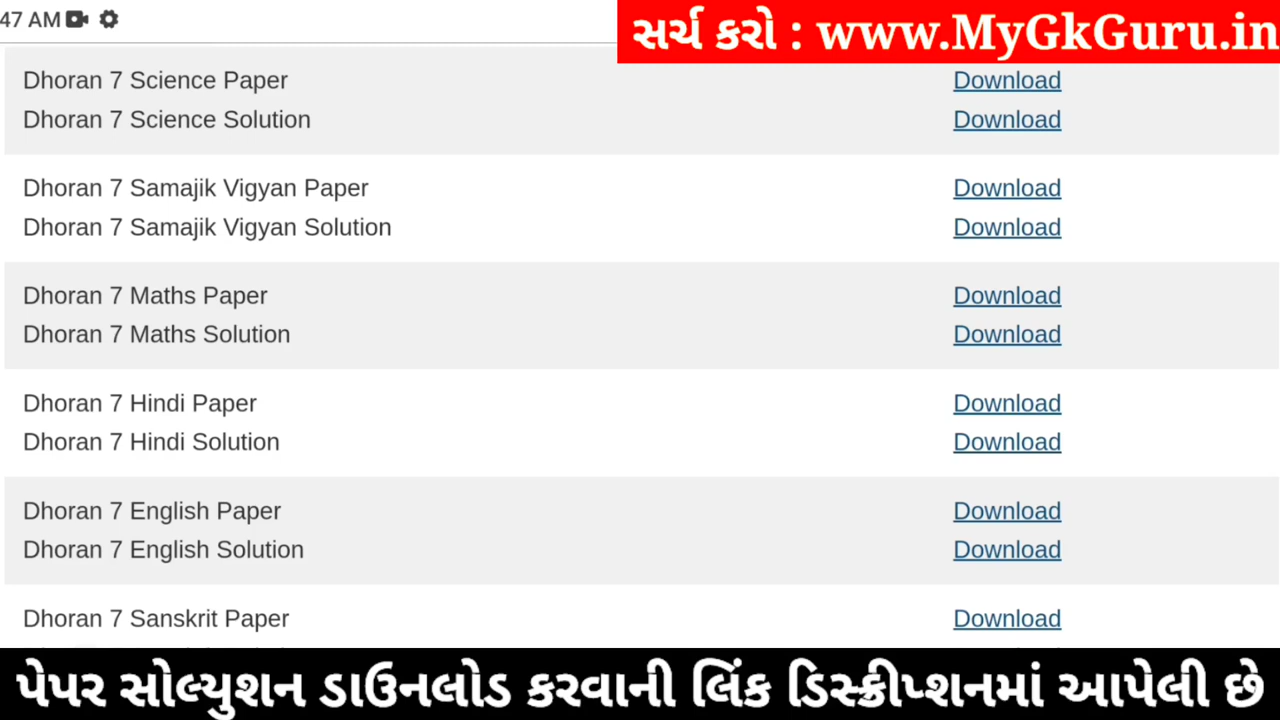 47 AM
સર્ચ કરો : www.MyGkGuru.in
Dhoran 7 Science Paper Download
Dhoran 7 Science Solution Download
Dhoran 7 Samajik Vigyan Paper Download
Dhoran 7 Samajik Vigyan Solution Download
Dhoran 7 Maths Paper Download
Dhoran 7 Maths Solution Download
Dhoran 7 Hindi Paper Download
Dhoran 7 Hindi Solution Download
Dhoran 7 English Paper Download
Dhoran 7 English Solution Download
Dhoran 7 Sanskrit Paper Download
પેપર સોલ્યુશન ડાઉનલોડ કરવાની લિંક ડિસ્ક્રીપ્શનમાં આપેલી છે